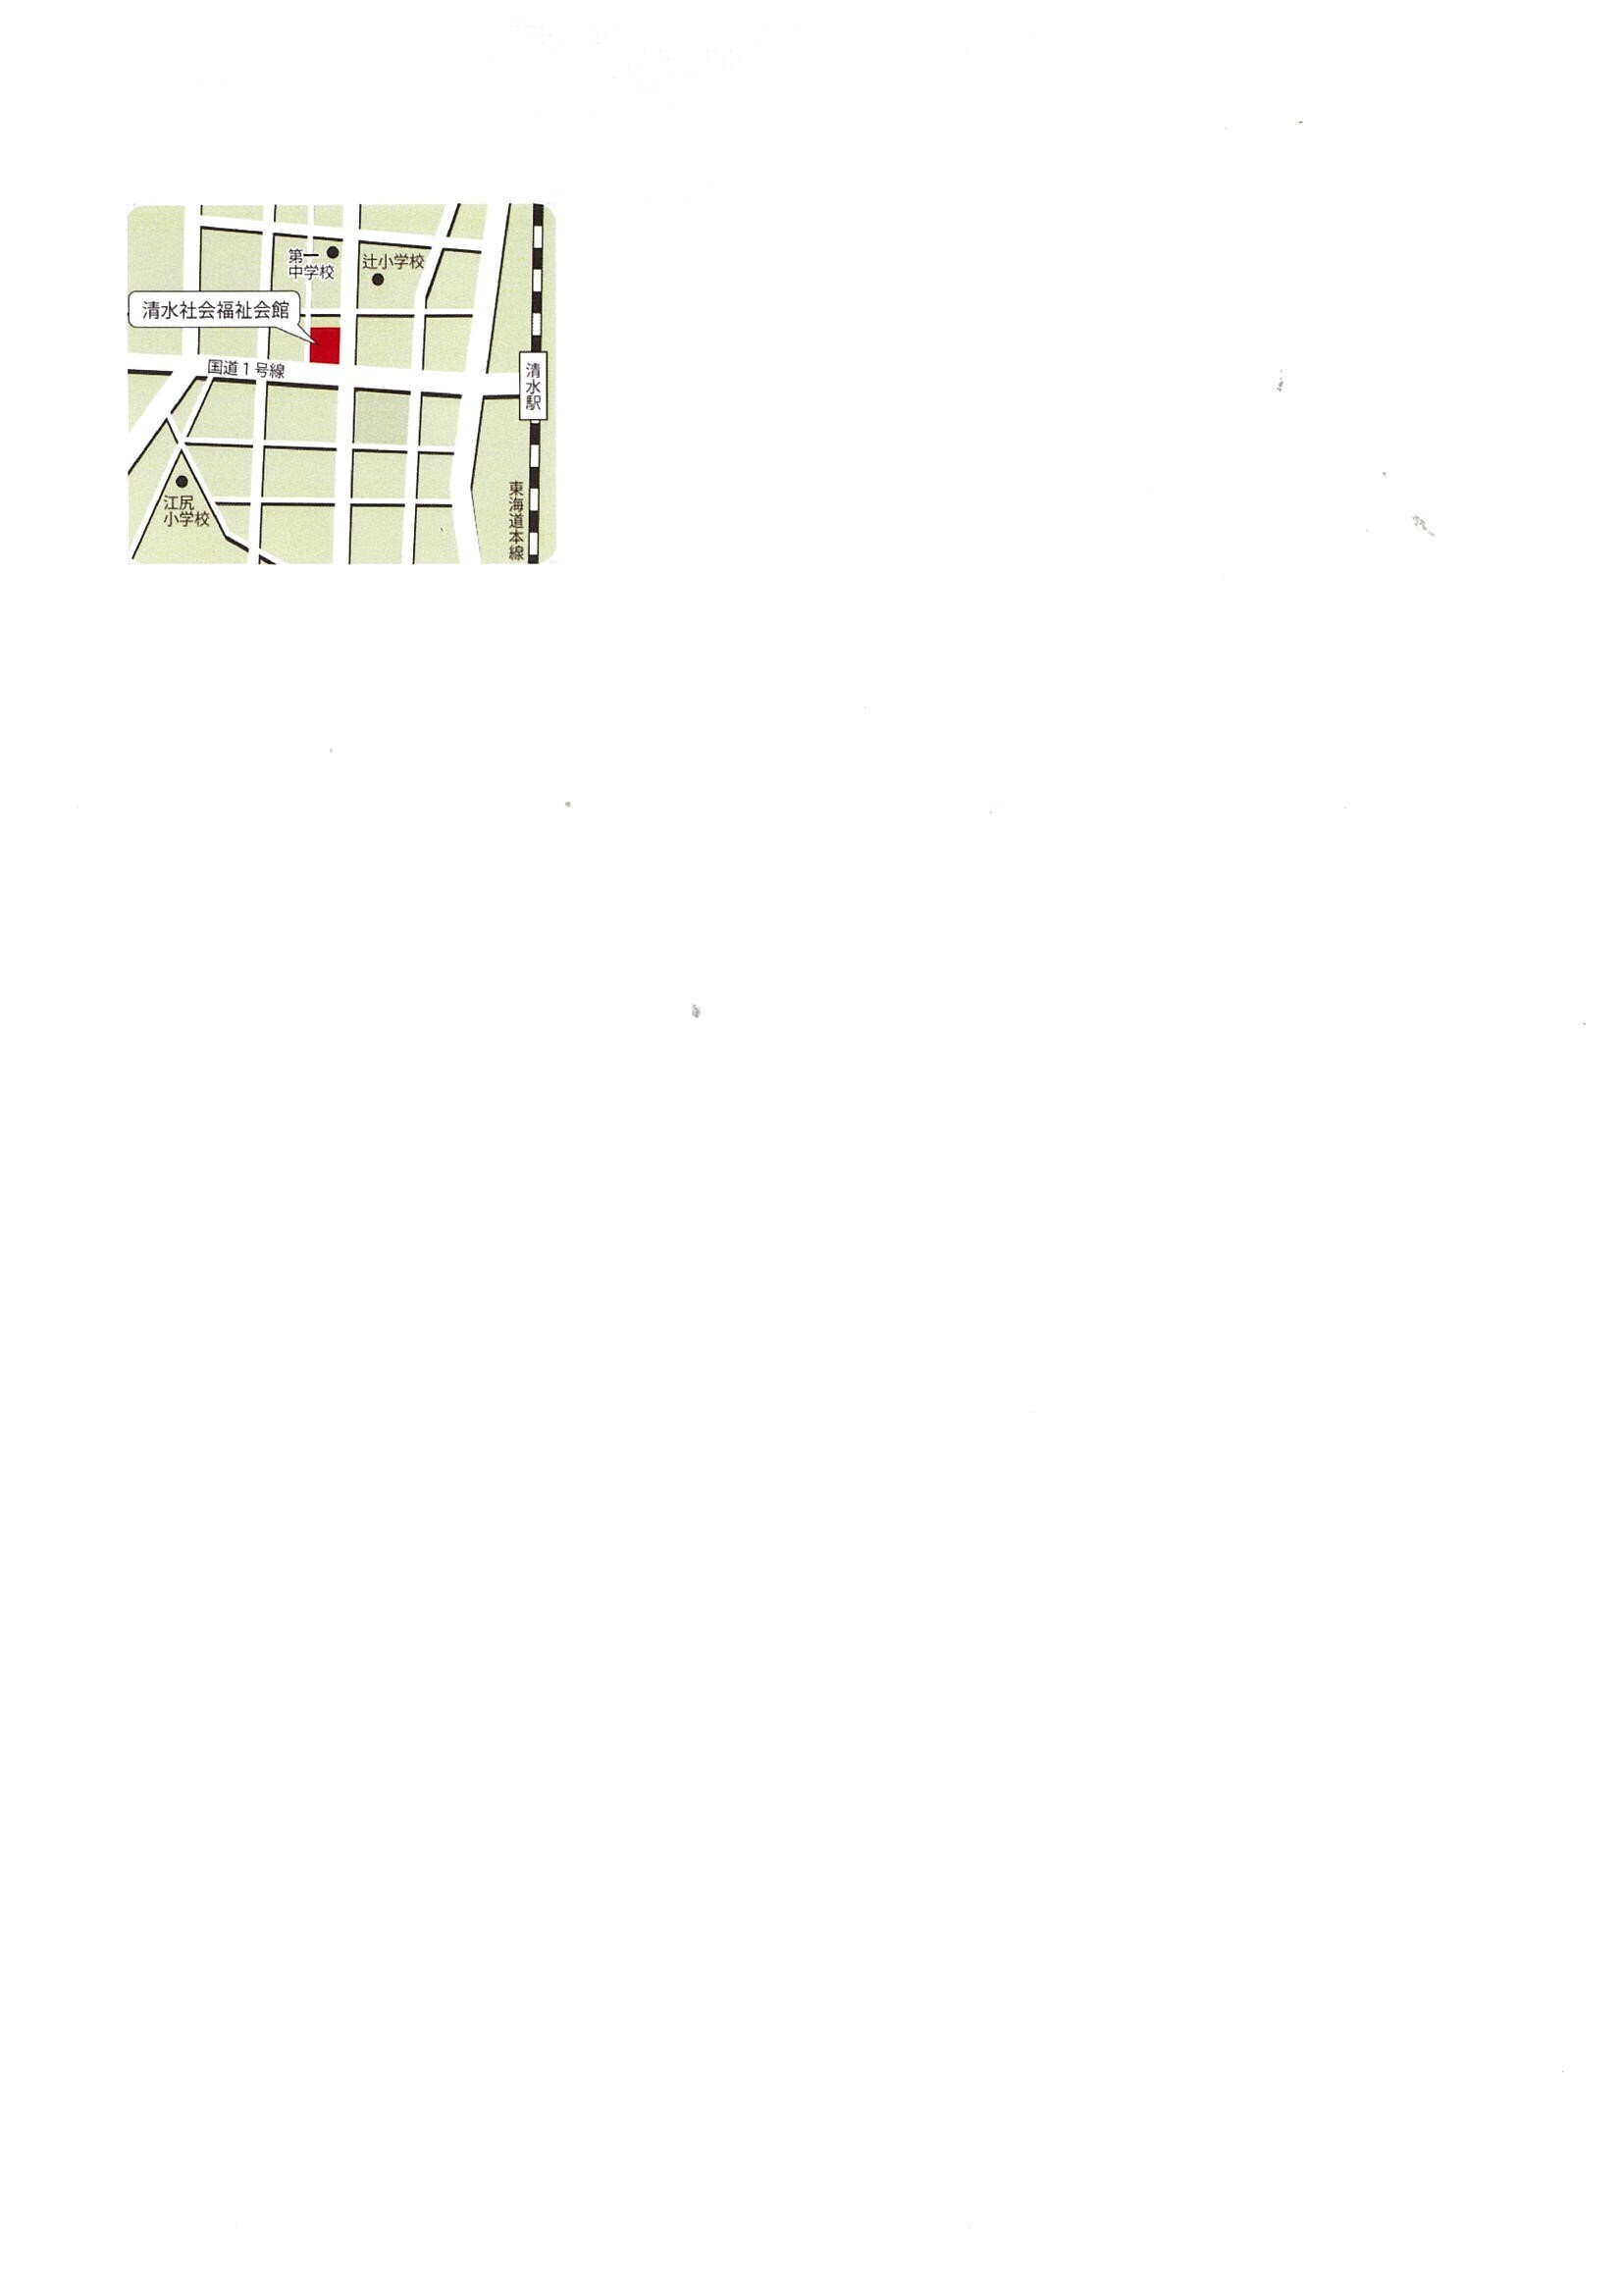 第一
中学校
辻小学校
清水社会福祉会館
国道1号線
清水駅
江尻
小学校
東海道本線